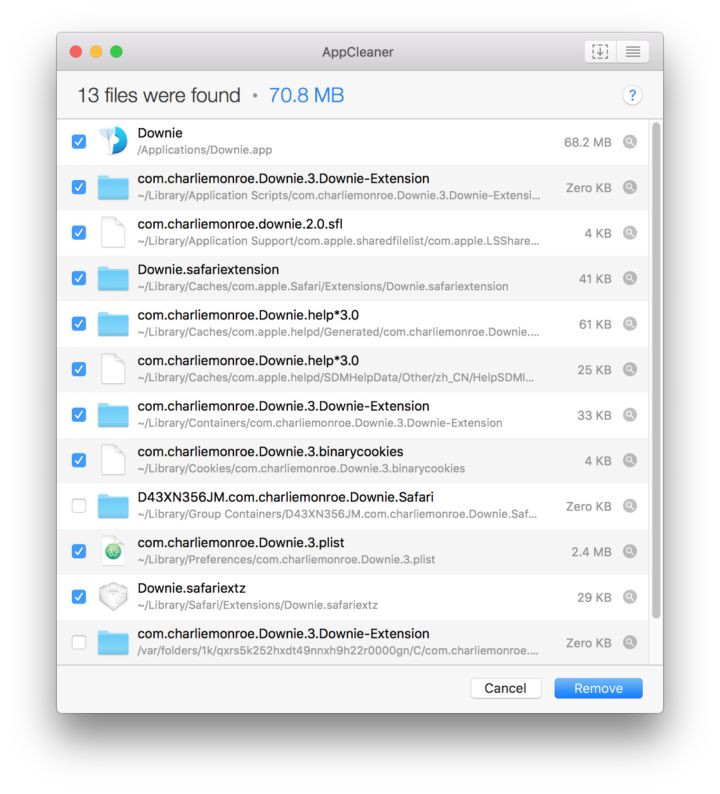 AppCleaner
13 files were found • 70.8 MB
?
Downie
/Applications/Downie.app
68.2 MB
com.charliemonroe.Downie.3.Downie-Extension
~/Library/Application Scripts/com.charliemonroe.Downie.3.Downie-Extensi...
Zero KB
com.charliemonroe.downie.2.0.sfl
~/Library/Application Support/com.apple.sharedfilelist/com.apple.LSShare...
4 KB
Downie.safariextension
~/Library/Caches/com.apple.Safari/Extensions/Downie.safariextension
41 KB
com.charliemonroe.Downie.help*3.0
~/Library/Caches/com.apple.helpd/Generated/com.charliemonroe.Downie....
61 KB
com.charliemonroe.Downie.help*3.0
~/Library/Caches/com.apple.helpd/SDMHelpData/Other/zh_CN/HelpSDMI...
25 KB
com.charliemonroe.Downie.3.Downie-Extension
~/Library/Containers/com.charliemonroe.Downie.3.Downie-Extension
33 KB
com.charliemonroe.Downie.3.binarycookies
~/Library/Cookies/com.charliemonroe.Downie.3.binarycookies
4 KB
D43XN356JM.com.charliemonroe.Downie.Safari
~/Library/Group Containers/D43XN356JM.com.charliemonroe.Downie.Saf...
Zero KB
com.charliemonroe.Downie.3.plist
~/Library/Preferences/com.charliemonroe.Downie.3.plist
2.4 MB
Downie.safariextz
~/Library/Safari/Extensions/Downie.safariextz
29 KB
com.charliemonroe.Downie.3.Downie-Extension
/var/folders/1k/qxrs5k252hxdt49nnxh9h22r0000gn/C/com.charliemonroe....
Zero KB
Cancel
Remove